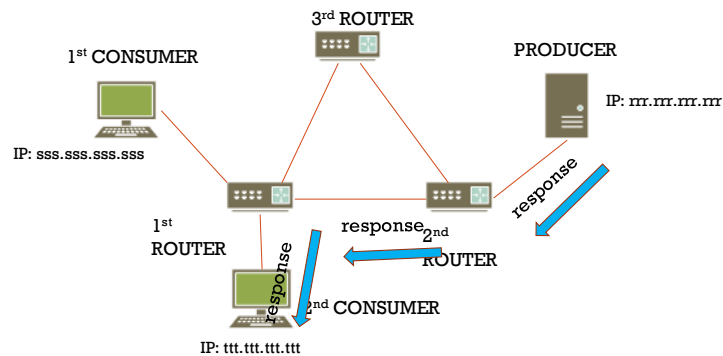 3rd ROUTER
1st CONSUMER
PRODUCER
IP: rrr.rrr.rrr.rrr
IP: sss.sss.sss.sss
response
1st
ROUTER
response
2nd
ROUTER
response
2nd CONSUMER
IP: ttt.ttt.ttt.ttt